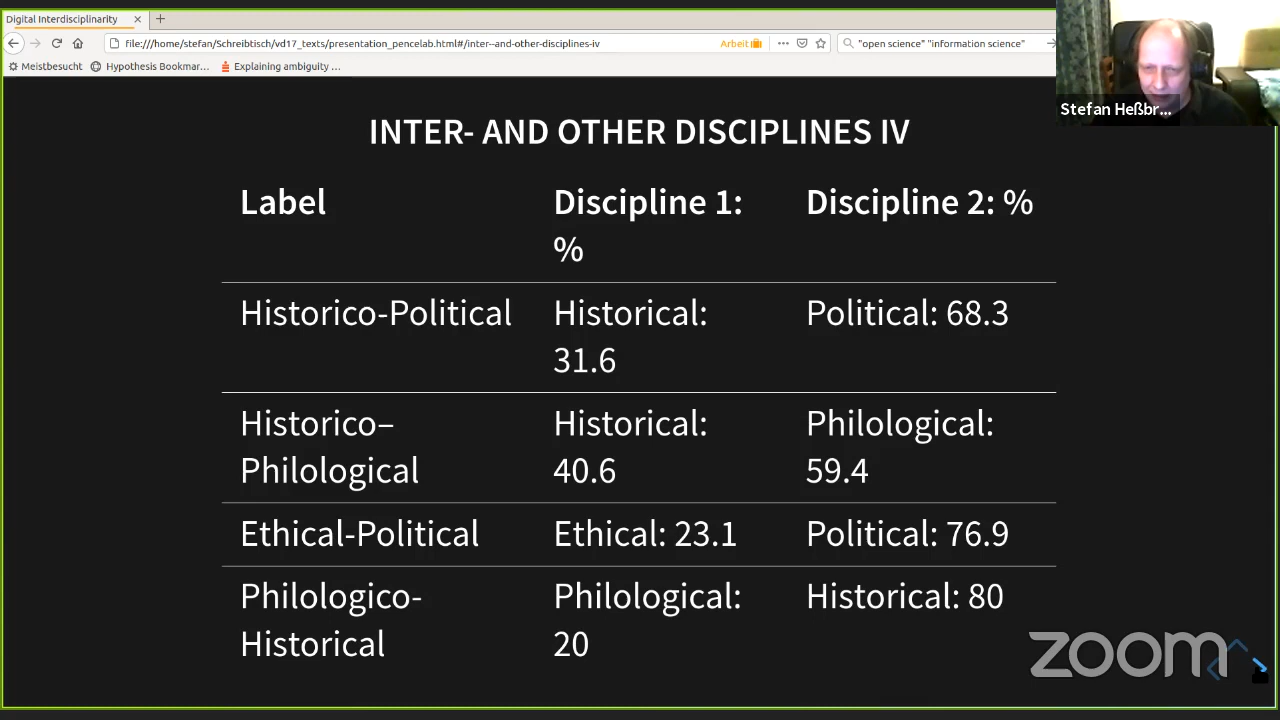 Digital Interdisciplinarity
file:///home/stefan/Schreibtisch/vd17_texts/presentation_pencelab.html#/inter--and-other-disciplines-iv
Arbeit
"open science" "information science"
Meistbesucht
Hypothesis Bookmar...
Explaining ambiguity ...
Stefan Heßbr...
INTER- AND OTHER DISCIPLINES IV
Label
Discipline 1:
%
Discipline 2: %
Historico-Political
Historical:
31.6
Political: 68.3
Historico–
Philological
Historical:
40.6
Philological:
59.4
Ethical-Political
Ethical: 23.1
Political: 76.9
Philologico-
Historical
Philological:
20
Historical: 80
zoom